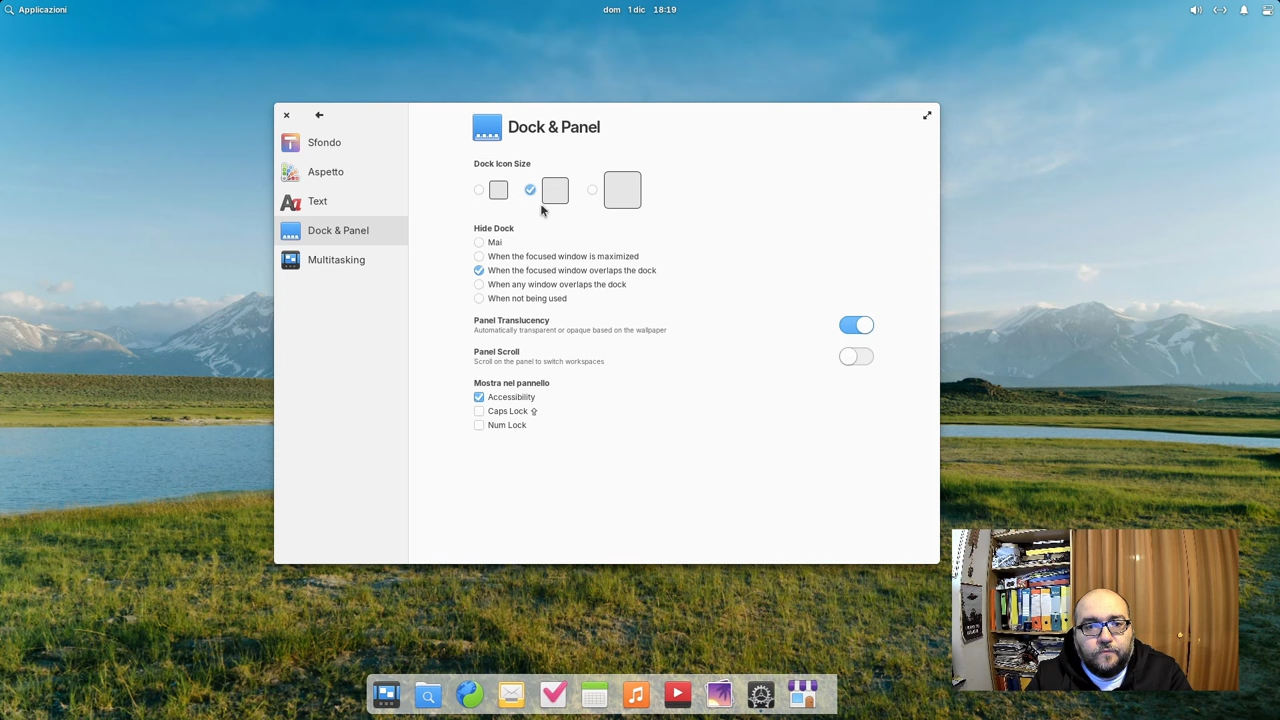 Applicazioni
dom 1 dic 18:19
Sfondo
Aspetto
Text
Dock & Panel
Multitasking
Dock & Panel
Dock Icon Size
Hide Dock
Mai
When the focused window is maximized
When the focused window overlaps the dock
When any window overlaps the dock
When not being used
Panel Translucency
Automatically transparent or opaque based on the wallpaper
Panel Scroll
Scroll on the panel to switch workspaces
Mostra nel pannello
Accessibility
Caps Lock ⇪
Num Lock